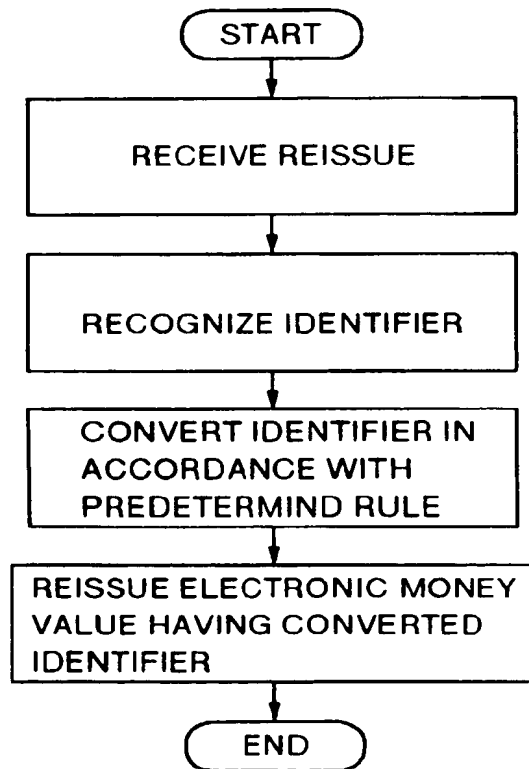 START
RECEIVE REISSUE
RECOGNIZE IDENTIFIER
CONVERT IDENTIFIER IN
ACCORDANCE WITH
PREDETERMIND RULE
REISSUE ELECTRONIC MONEY
VALUE HAVING CONVERTED
IDENTIFIER
END